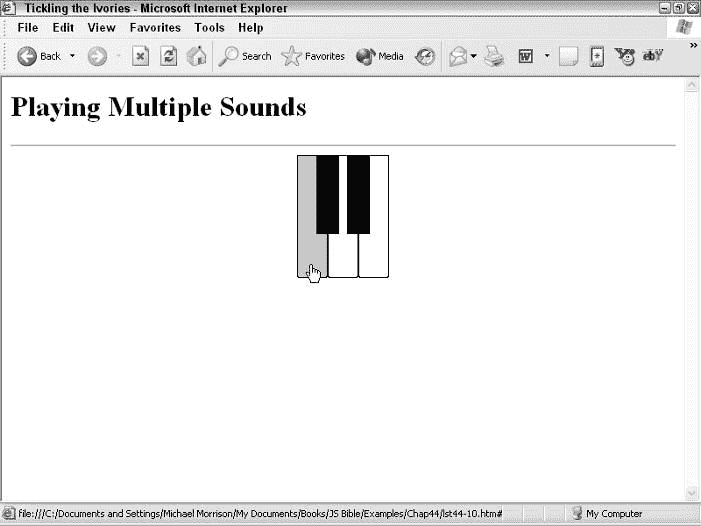 Tickling the Ivories - Microsoft Internet Explorer
File Edit View Favorites Tools Help
Back Search Favorites Media W ebY »
Playing Multiple Sounds
file:///C:/Documents and Settings/Michael Morrison/My Documents/Books/JS Bible/Examples/Chap44/lst44-10.htm# My Computer